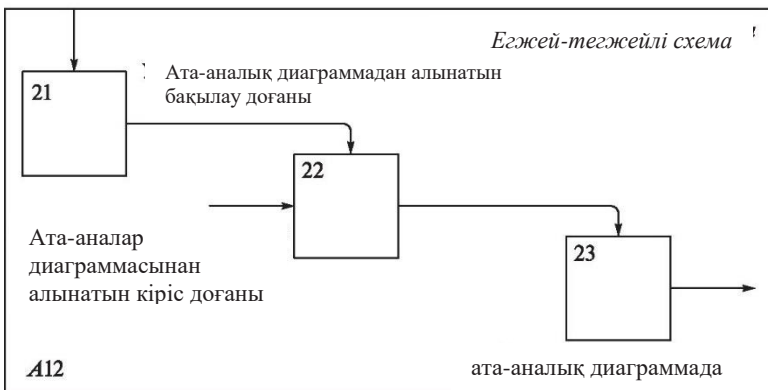 Егжей-тегжейлі схема
Ата-аналық диаграммадан алынатын
бақылау доғаны
21
22
Ата-аналар
диаграммасынан
алынатын кіріс доғаны
23
A12
ата-аналық диаграммада